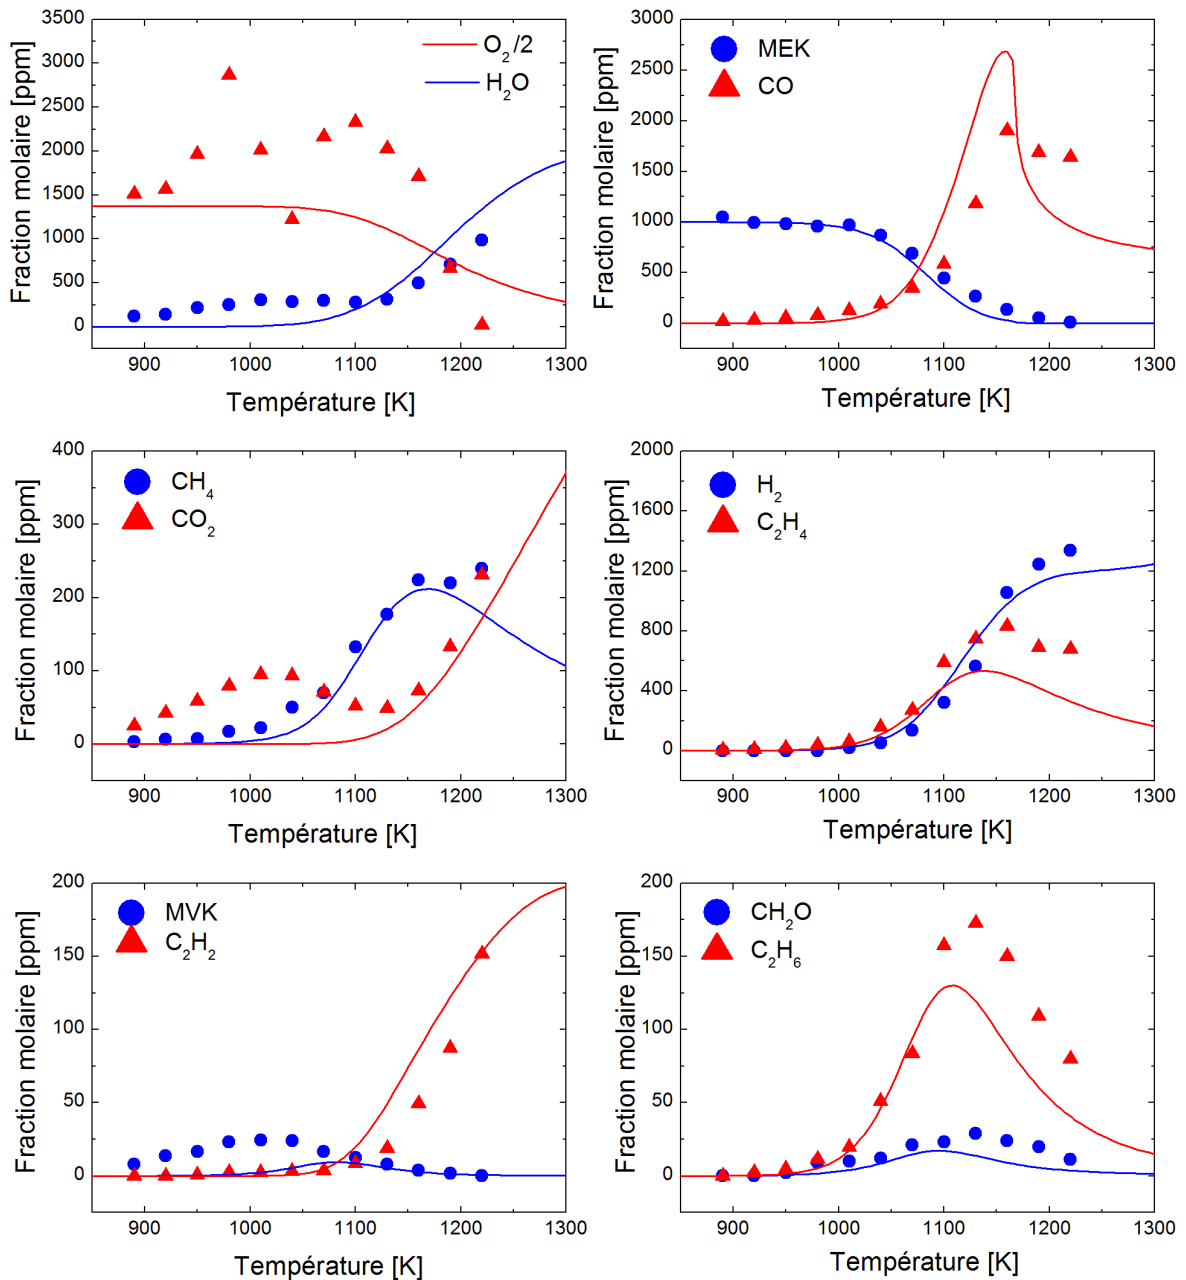 3500
3000
2500
2000
1500
1000
500
0
Fraction molaire [ppm]
O2/2
H2O
900 1000 1100 1200 1300
Température [K]
3000
2500
2000
1500
1000
500
0
Fraction molaire [ppm]
MEK
CO
900 1000 1100 1200 1300
Température [K]
400
300
200
100
0
Fraction molaire [ppm]
CH4
CO2
900 1000 1100 1200 1300
Température [K]
2000
1600
1200
800
400
0
Fraction molaire [ppm]
H2
C2H4
900 1000 1100 1200 1300
Température [K]
200
150
100
50
0
Fraction molaire [ppm]
MVK
C2H2
900 1000 1100 1200 1300
Température [K]
200
150
100
50
0
Fraction molaire [ppm]
CH2O
C2H6
900 1000 1100 1200 1300
Température [K]